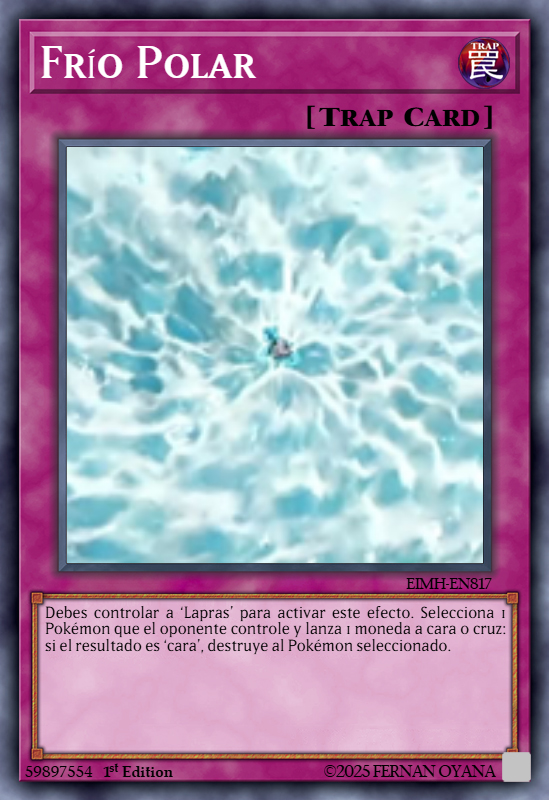 Frío Polar
TRAP
罠
[Trap Card]
EIMH-EN817
Debes controlar a ‘Lapras’ para activar este efecto. Selecciona 1
Pokémon que el oponente controle y lanza 1 moneda a cara o cruz:
si el resultado es ‘cara’, destruye al Pokémon seleccionado.
59897554 1st Edition ©2025 FERNAN OYANA